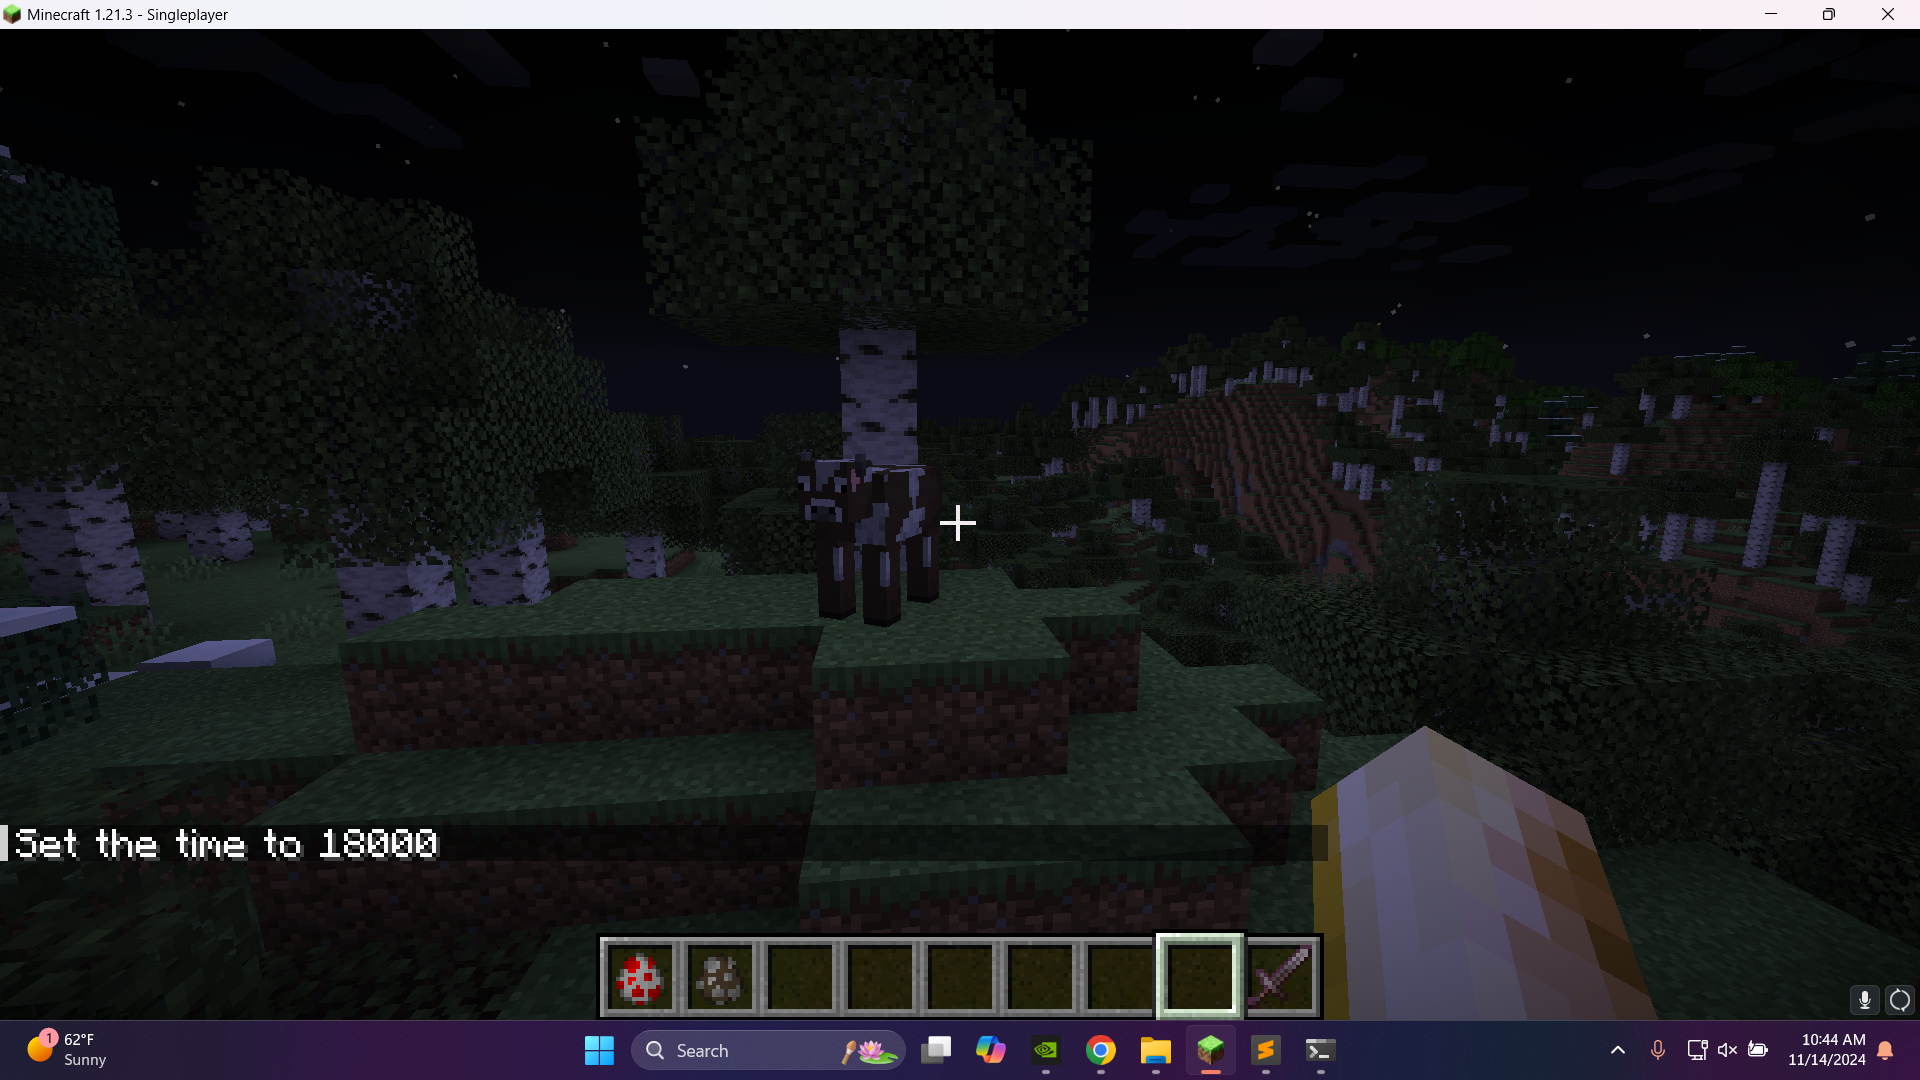 Minecraft 1.21.3 - Singleplayer
Set the time to 18000
1
62°F
Sunny
Search
10:44 AM
11/14/2024